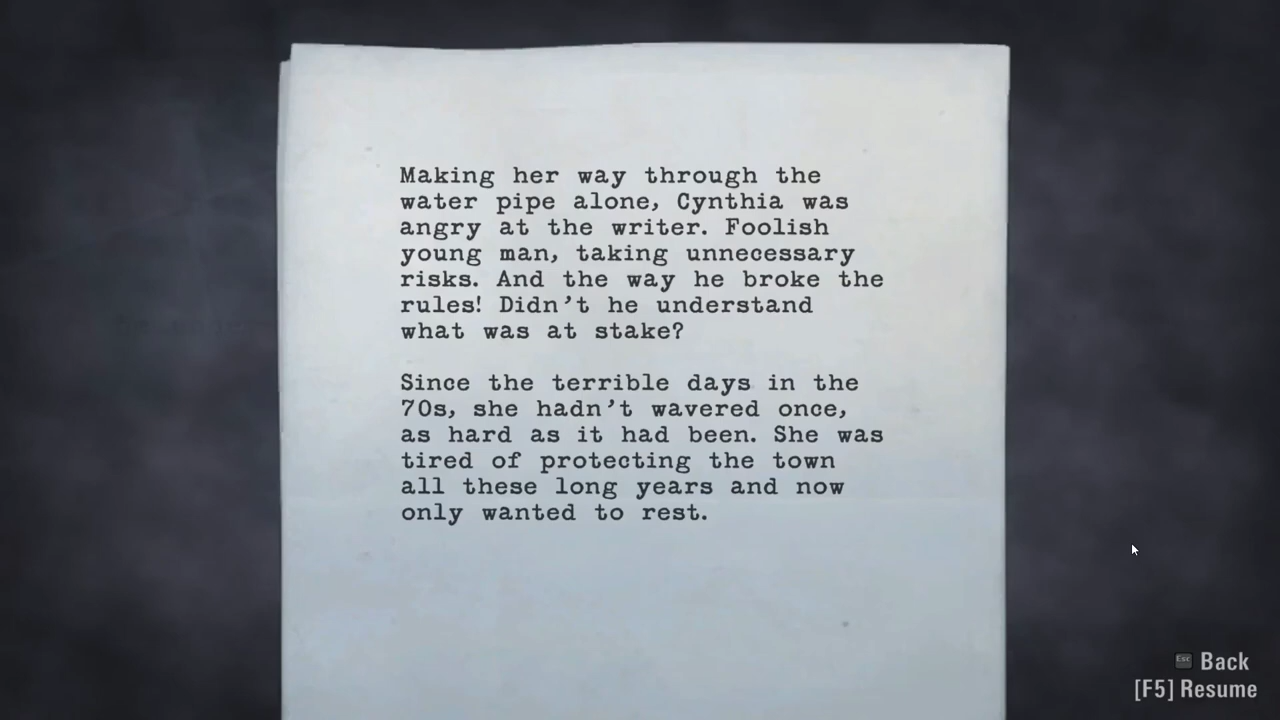 Making her way through the
water pipe alone, Cynthia was
angry at the writer. Foolish
young man, taking unnecessary
risks. And the way he broke the
rules! Didn't he understand
what was at stake?
Since the terrible days in the
70s, she hadn't wavered once,
as hard as it had been. She was
tired of protecting the town
all these long years and now
only wanted to rest.
Esc Back
[F5] Resume